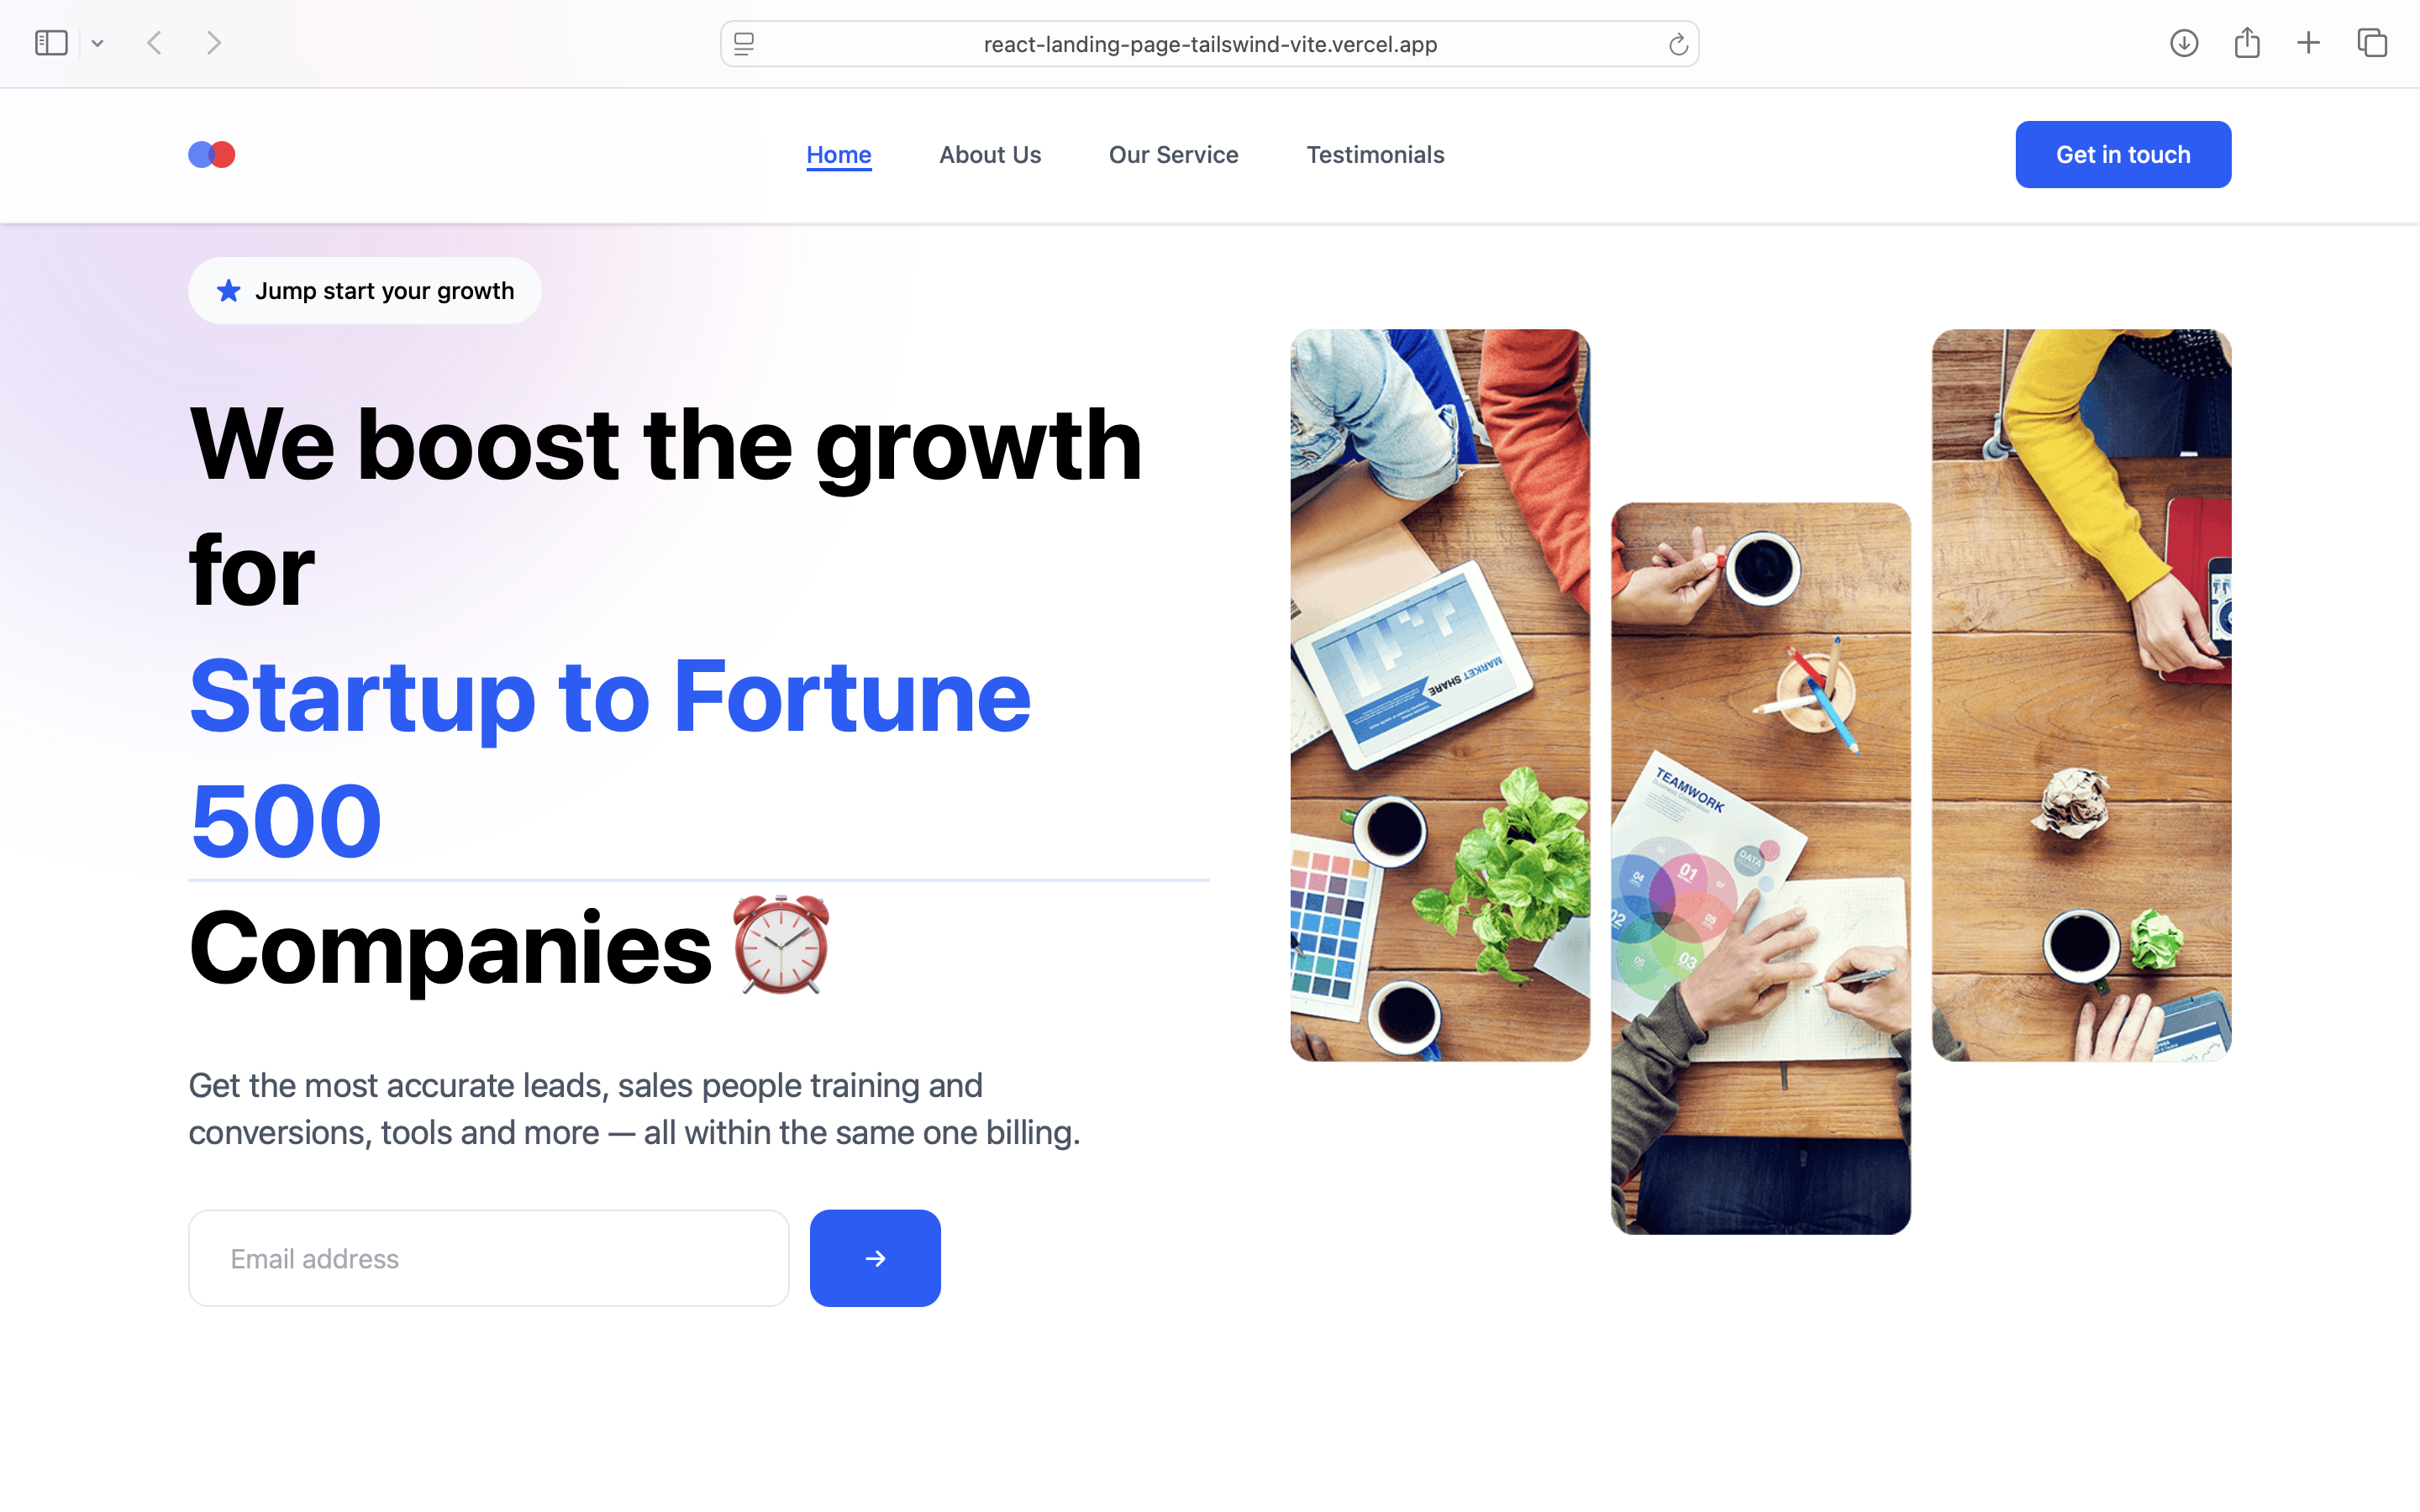 react-landing-page-tailswind-vite.vercel.app
Home
About Us
Our Service
Testimonials
Get in touch
Jump start your growth
We boost the growth
for
Startup to Fortune
500
Companies ⏰
Get the most accurate leads, sales people training and
conversions, tools and more — all within the same one billing.
Email address
→
MARKET SHARE
TEAMWORK
Business Corporation
DATA
01
02
03
04
05